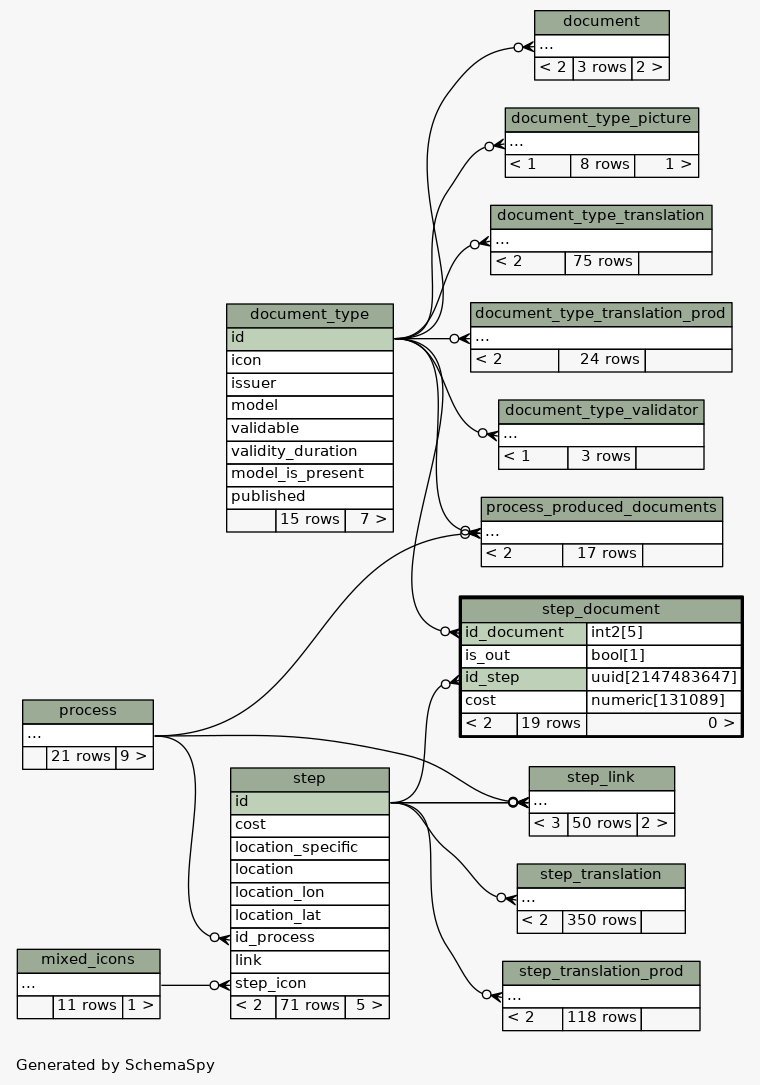 document
...
< 2 3 rows 2 >
document_type_picture
...
< 1 8 rows 1 >
document_type_translation
...
< 2 75 rows
document_type_translation_prod
...
< 2 24 rows
document_type
id
icon
issuer
model
validable
validity_duration
model_is_present
published
15 rows 7 >
document_type_validator
...
< 1 3 rows
process_produced_documents
...
< 2 17 rows
step_document
id_document int2[5]
is_out bool[1]
id_step uuid[2147483647]
cost numeric[131089]
< 2 19 rows 0 >
process
...
21 rows 9 >
step
id
cost
location_specific
location
location_lon
location_lat
id_process
link
step_icon
< 2 71 rows 5 >
step_link
...
< 3 50 rows 2 >
step_translation
...
< 2 350 rows
mixed_icons
...
11 rows 1 >
step_translation_prod
...
< 2 118 rows
Generated by SchemaSpy